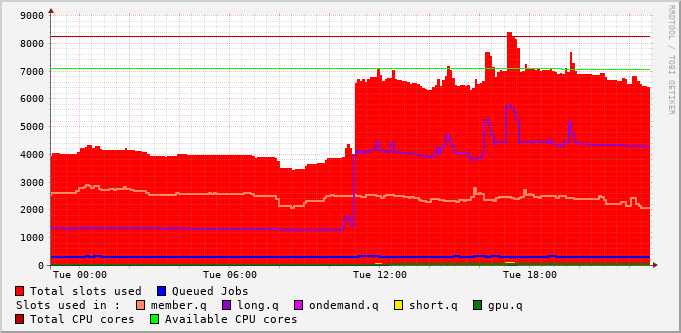 9000
8000
7000
6000
5000
4000
3000
2000
1000
0
Tue 00:00 Tue 06:00 Tue 12:00 Tue 18:00
Total slots used Queued Jobs
Slots used in : member.q long.q ondemand.q short.q gpu.q
Total CPU cores Available CPU cores
RRDTOOL / TOBI OETIKER